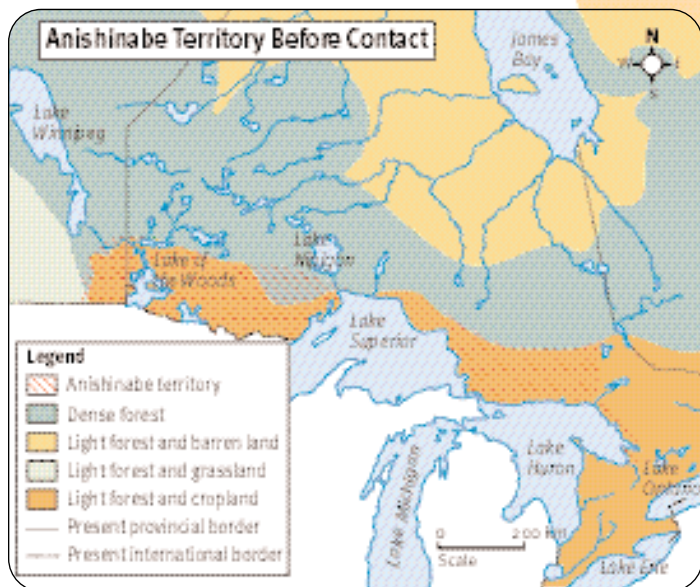 Anishinabe Territory Before Contact
James
Bay
N
W
E
S
Lake
Winnipeg
Lake
Nipigon
Lake of
the Woods
Lake
Superior
Legend
Anishinabe territory
Dense forest
Light forest and barren land
Light forest and grassland
Light forest and cropland
Present provincial border
Present international border
Lake Michigan
Lake
Huron
Lake
Ontario
0
200 km
Scale
Lake Erie